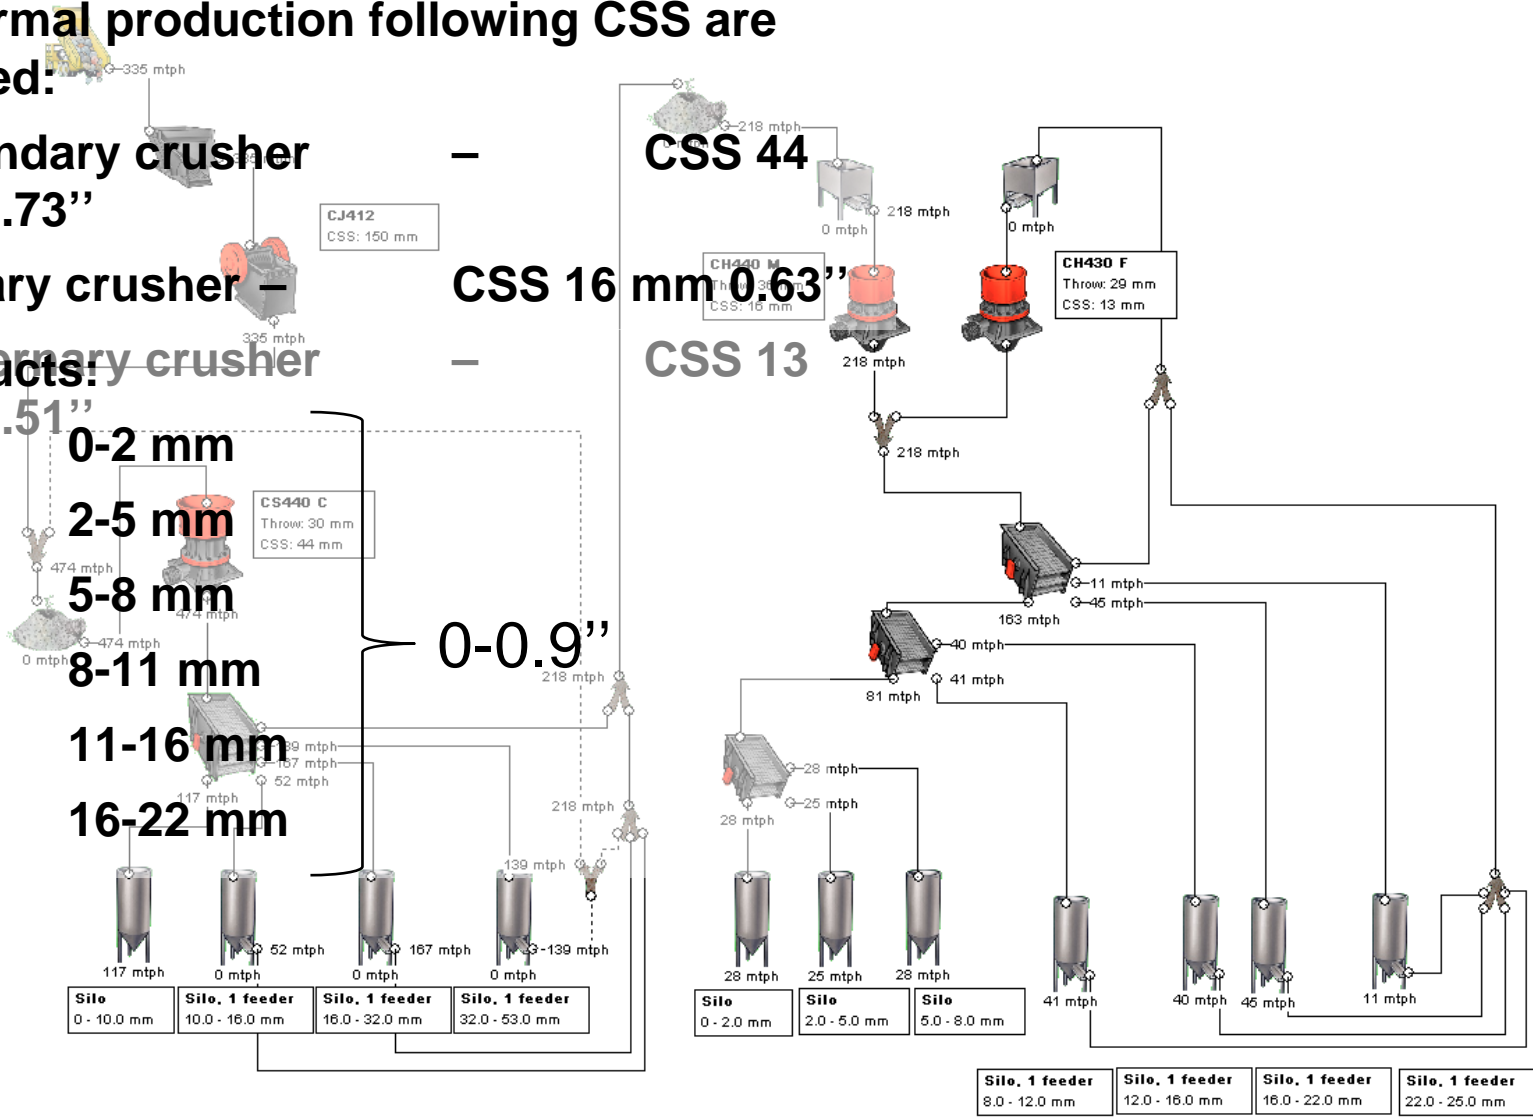 rmal production following CSS are
ed:
ndary crusher – CSS 44
.73’’
ary crusher – CSS 16 mm 0.63’’
ernary crusher – CSS 13
.51’’
ucts:
0-2 mm
2-5 mm
5-8 mm
8-11 mm
11-16 mm
16-22 mm
0-0.9’’
335 mtph
335 mtph
CJ412
CSS: 150 mm
335 mtph
474 mtph
474 mtph
0 mtph
CS440 C
Throw: 30 mm
CSS: 44 mm
474 mtph
139 mtph
167 mtph
52 mtph
117 mtph
218 mtph
218 mtph
139 mtph
117 mtph
0 mtph
52 mtph
0 mtph
167 mtph
0 mtph
139 mtph
Silo
0 - 10.0 mm
Silo, 1 feeder
10.0 - 16.0 mm
Silo, 1 feeder
16.0 - 32.0 mm
Silo, 1 feeder
32.0 - 53.0 mm
218 mtph
0 mtph
218 mtph
0 mtph
0 mtph
CH440 M
Throw: 36 mm
CSS: 16 mm
CH430 F
Throw: 29 mm
CSS: 13 mm
218 mtph
218 mtph
11 mtph
45 mtph
163 mtph
40 mtph
41 mtph
81 mtph
28 mtph
25 mtph
28 mtph
28 mtph
25 mtph
28 mtph
41 mtph
40 mtph
45 mtph
11 mtph
Silo
0 - 2.0 mm
Silo
2.0 - 5.0 mm
Silo
5.0 - 8.0 mm
Silo, 1 feeder
8.0 - 12.0 mm
Silo, 1 feeder
12.0 - 16.0 mm
Silo, 1 feeder
16.0 - 22.0 mm
Silo, 1 feeder
22.0 - 25.0 mm